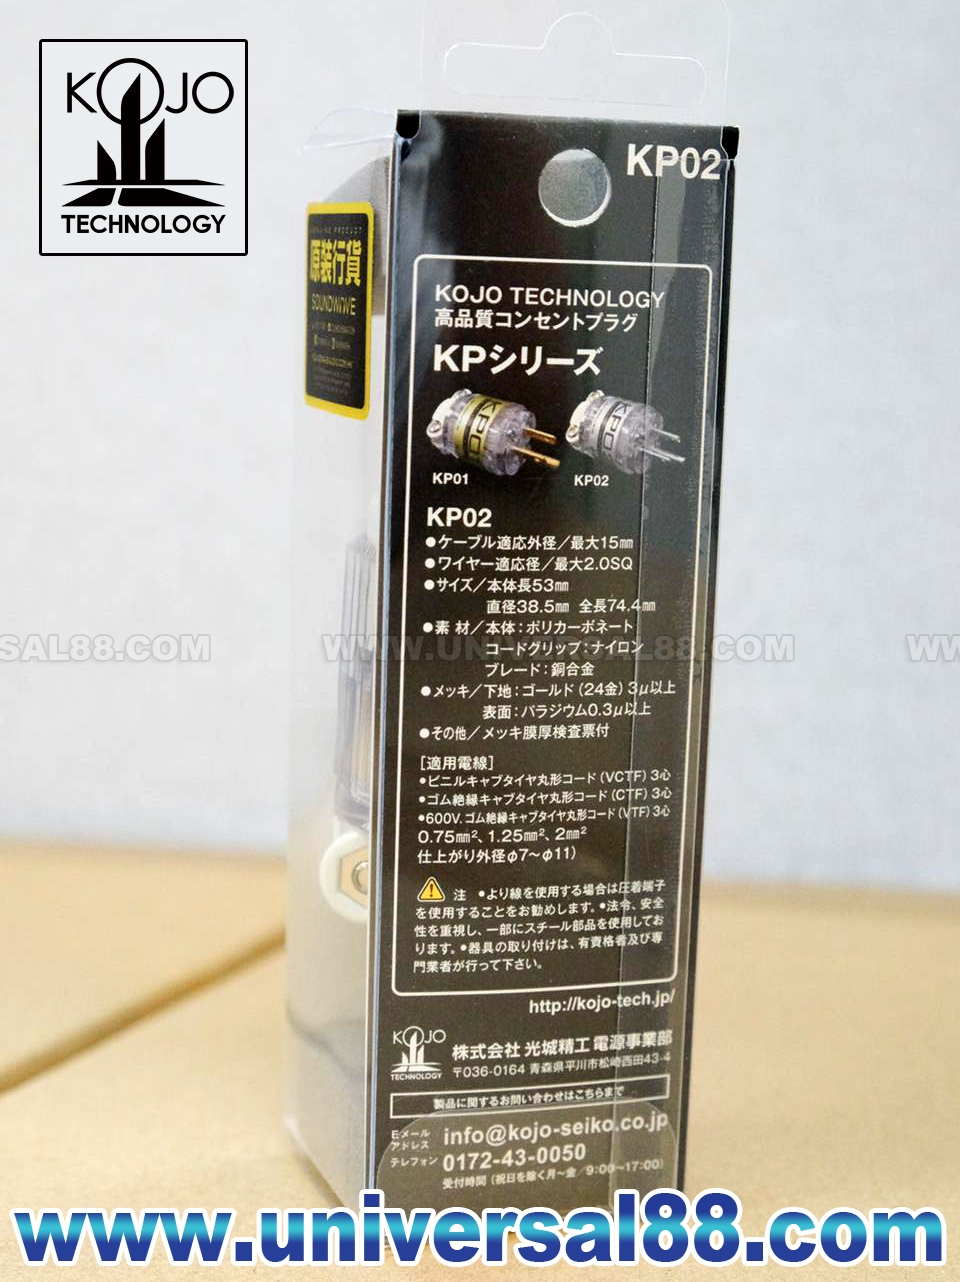 KOJO
TECHNOLOGY
KP02
原裝行貨
SOUNDWAVE
KOJO TECHNOLOGY
高品質コンセントプラグ
KPシリーズ
KP01
KP02
KP02
●ケーブル適応外径／最大15㎜
●ワイヤー適応径／最大2.0SQ
●サイズ／本体長53㎜
直径38.5㎜ 全長74.4㎜
●素 材／本体：ポリカーボネート
コードグリップ：ナイロン
ブレード：銅合金
●メッキ／下地：ゴールド（24金）3μ以上
表面：パラジウム0.3μ以上
●その他／メッキ膜厚検査票付
WWW.UNIVERSAL88.COM
［適用電線］
●ビニルキャブタイヤ丸形コード（VCTF）3心
●ゴム絶縁キャブタイヤ丸形コード（CTF）3心
●600V. ゴム絶縁キャブタイヤ丸形コード（VTF）3心
0.75㎜²、1.25㎜²、2㎜²
仕上がり外径φ7〜φ11）
注 ●より線を使用する場合は圧着端子
を使用することをお勧めします。●法令、安全
性を重視し、一部にスチール部品を使用してお
ります。●器具の取り付けは、有資格者及び専
門業者が行って下さい。
http://kojo-tech.jp/
KOJO
TECHNOLOGY
株式会社 光城精工 電源事業部
〒036-0164 青森県平川市松崎西田43-4
製品に関するお問い合わせはこちらまで
Eメール
アドレス
info@kojo-seiko.co.jp
テレフォン
0172-43-0050
受付時間（祝日を除く月〜金／9:00〜17:00）
www.universal88.com